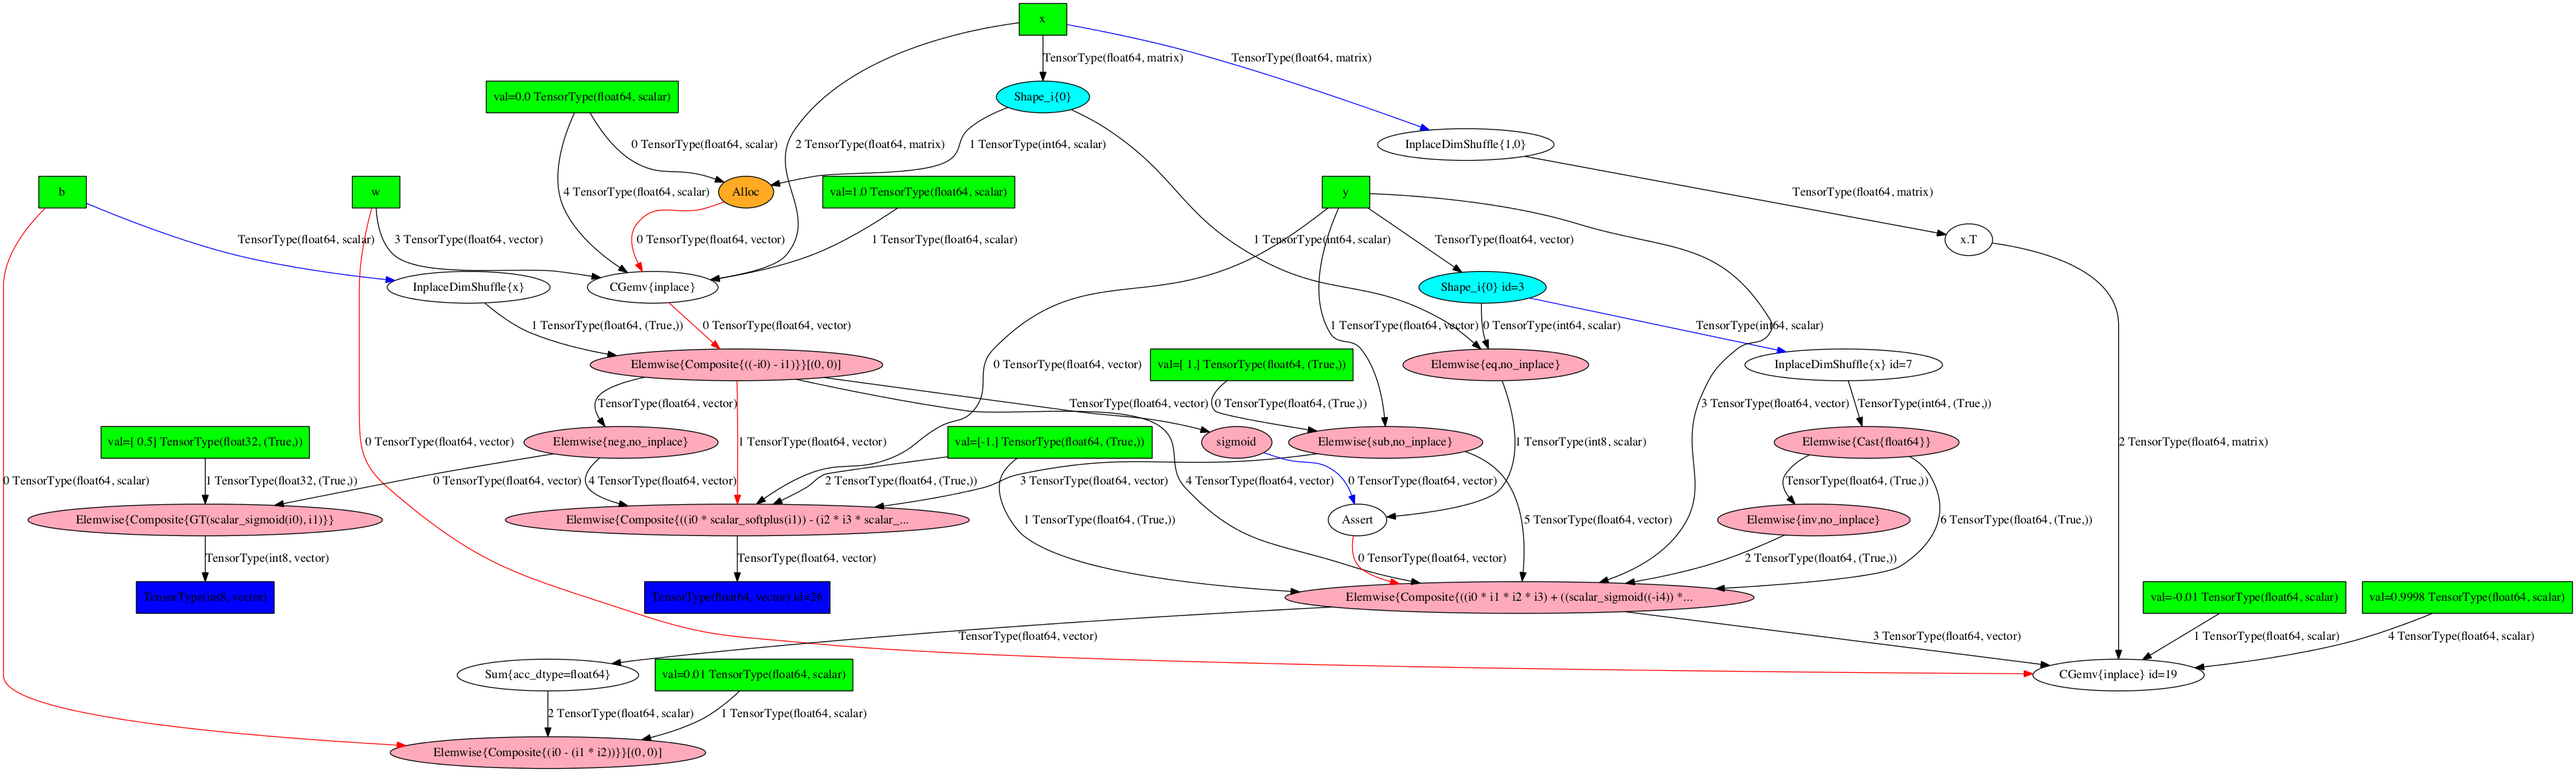 x
TensorType(float64, matrix)
TensorType(float64, matrix)
val=0.0 TensorType(float64, scalar)
Shape_i{0}
0 TensorType(float64, scalar)
2 TensorType(float64, matrix)
1 TensorType(int64, scalar)
InplaceDimShuffle{1,0}
b
w
4 TensorType(float64, scalar)
Alloc
val=1.0 TensorType(float64, scalar)
y
TensorType(float64, matrix)
TensorType(float64, scalar)
3 TensorType(float64, vector)
0 TensorType(float64, vector)
1 TensorType(float64, scalar)
1 TensorType(int64, scalar)
TensorType(float64, vector)
x.T
InplaceDimShuffle{x}
CGemv{inplace}
Shape_i{0} id=3
1 TensorType(float64, (True,))
0 TensorType(float64, vector)
1 TensorType(float64, vector)
0 TensorType(int64, scalar)
TensorType(int64, scalar)
Elemwise{Composite{((-i0) - i1)}}[(0, 0)]
0 TensorType(float64, vector)
val=[ 1.] TensorType(float64, (True,))
Elemwise{eq,no_inplace}
InplaceDimShuffle{x} id=7
TensorType(float64, vector)
TensorType(float64, vector)
0 TensorType(float64, (True,))
3 TensorType(float64, vector)
TensorType(int64, (True,))
val=[ 0.5] TensorType(float32, (True,))
0 TensorType(float64, vector)
Elemwise{neg,no_inplace}
1 TensorType(float64, vector)
val=[-1.] TensorType(float64, (True,))
sigmoid
Elemwise{sub,no_inplace}
1 TensorType(int8, scalar)
Elemwise{Cast{float64}}
2 TensorType(float64, matrix)
0 TensorType(float64, scalar)
1 TensorType(float32, (True,))
0 TensorType(float64, vector)
4 TensorType(float64, vector)
2 TensorType(float64, (True,))
3 TensorType(float64, vector)
4 TensorType(float64, vector)
0 TensorType(float64, vector)
TensorType(float64, (True,))
Elemwise{Composite{GT(scalar_sigmoid(i0), i1)}}
Elemwise{Composite{((i0 * scalar_softplus(i1)) - (i2 * i3 * scalar_...
1 TensorType(float64, (True,))
Assert
5 TensorType(float64, vector)
Elemwise{inv,no_inplace}
6 TensorType(float64, (True,))
TensorType(int8, vector)
TensorType(float64, vector)
0 TensorType(float64, vector)
2 TensorType(float64, (True,))
TensorType(int8, vector)
TensorType(float64, vector) id=26
Elemwise{Composite{((i0 * i1 * i2 * i3) + ((scalar_sigmoid((-i4)) *...
val=-0.01 TensorType(float64, scalar)
val=0.9998 TensorType(float64, scalar)
TensorType(float64, vector)
3 TensorType(float64, vector)
1 TensorType(float64, scalar)
4 TensorType(float64, scalar)
Sum{acc_dtype=float64}
val=0.01 TensorType(float64, scalar)
CGemv{inplace} id=19
2 TensorType(float64, scalar)
1 TensorType(float64, scalar)
Elemwise{Composite{(i0 - (i1 * i2))}}[(0, 0)]